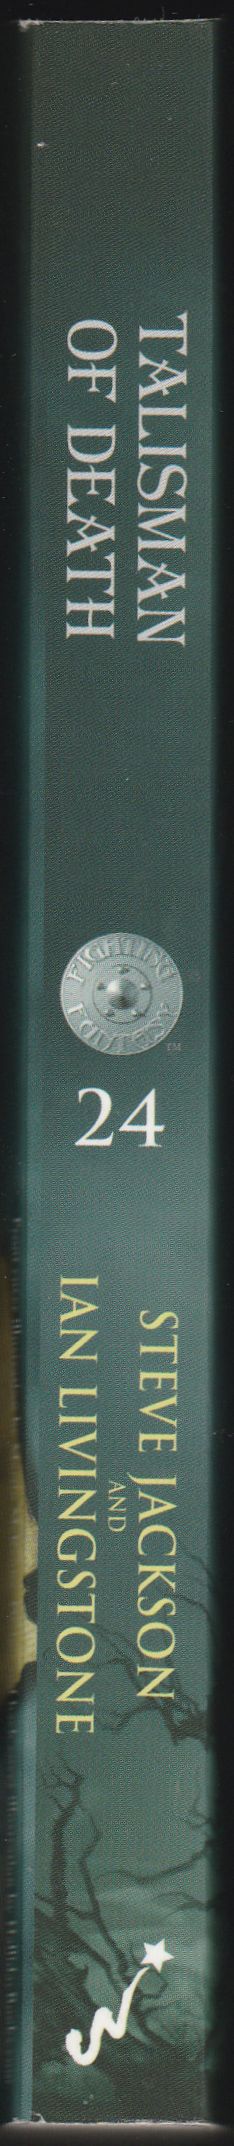 TALISMAN
OF DEATH
FIGHTING
FANTASY
™
24
STEVE JACKSON
AND
IAN LIVINGSTONE